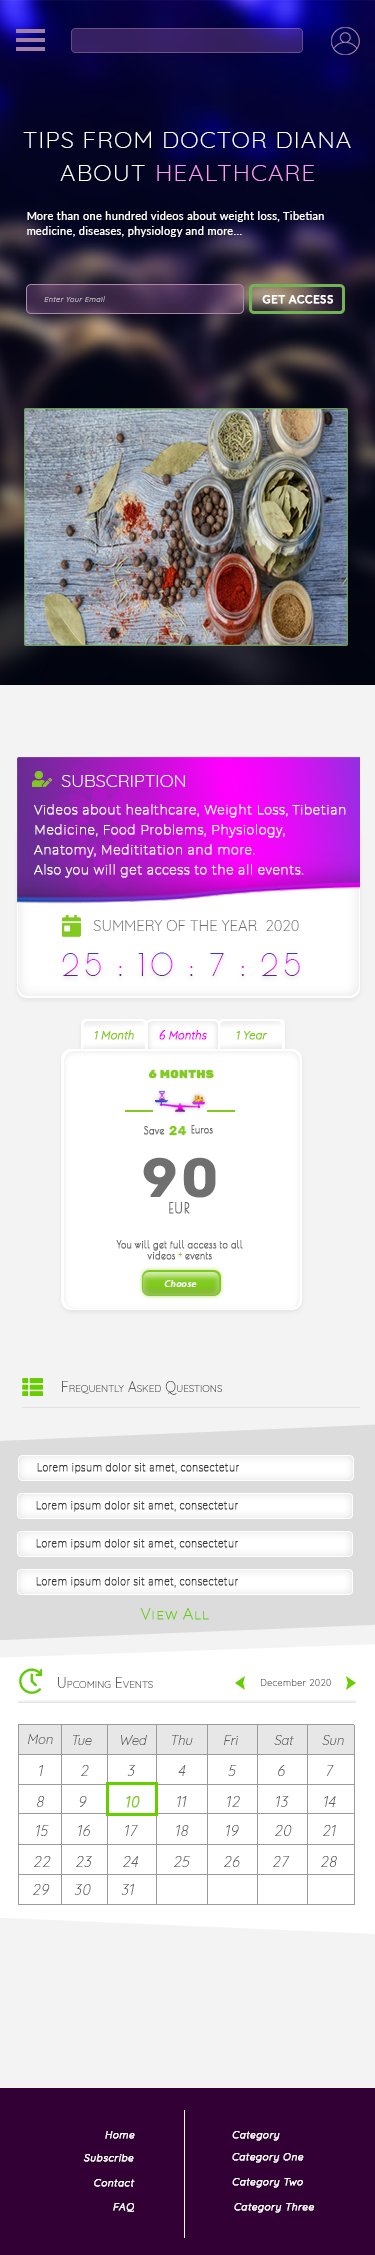 TIPS FROM DOCTOR DIANA
ABOUT HEALTHCARE
More than one hundred videos about weight loss, Tibetian
medicine, diseases, physiology and more...
Enter Your Email
GET ACCESS
SUBSCRIPTION
Videos about healthcare, Weight Loss, Tibetian
Medicine, Food Problems, Physiology,
Anatomy, Medititation and more.
Also you will get access to the all events.
SUMMERY OF THE YEAR 2020
25 : 10 : 7 : 25
1 Month 6 Months 1 Year
6 MONTHS
Save 24 Euros
90
EUR
You will get full access to all
videos + events
Choose
Frequently Asked Questions
Lorem ipsum dolor sit amet, consectetur
Lorem ipsum dolor sit amet, consectetur
Lorem ipsum dolor sit amet, consectetur
Lorem ipsum dolor sit amet, consectetur
View All
Upcoming Events
December 2020
Mon Tue Wed Thu Fri Sat Sun
1 2 3 4 5 6 7
8 9 10 11 12 13 14
15 16 17 18 19 20 21
22 23 24 25 26 27 28
29 30 31
Home
Subscribe
Contact
FAQ
Category
Category One
Category Two
Category Three